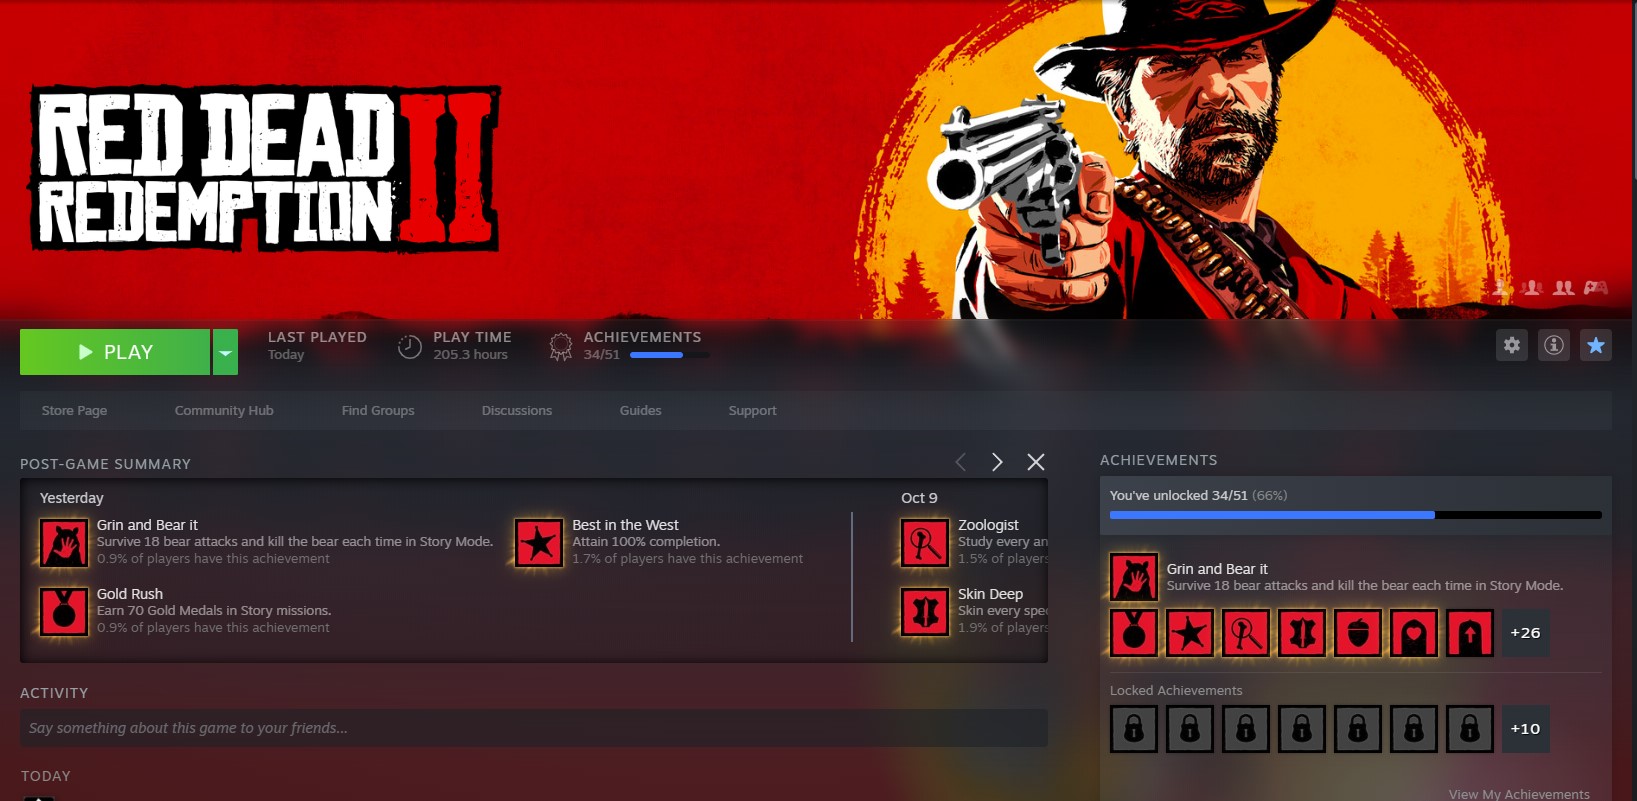 RED DEAD
REDEMPTION II
PLAY
LAST PLAYED
Today
PLAY TIME
205.3 hours
ACHIEVEMENTS
34/51
Store Page
Community Hub
Find Groups
Discussions
Guides
Support
POST-GAME SUMMARY
Yesterday
Grin and Bear it
Survive 18 bear attacks and kill the bear each time in Story Mode.
0.9% of players have this achievement
Best in the West
Attain 100% completion.
1.7% of players have this achievement
Gold Rush
Earn 70 Gold Medals in Story missions.
0.9% of players have this achievement
Oct 9
Zoologist
Study every an
1.5% of players
Skin Deep
Skin every spec
1.9% of players
ACTIVITY
Say something about this game to your friends...
TODAY
ACHIEVEMENTS
You've unlocked 34/51 (66%)
Grin and Bear it
Survive 18 bear attacks and kill the bear each time in Story Mode.
+26
Locked Achievements
+10
View My Achievements